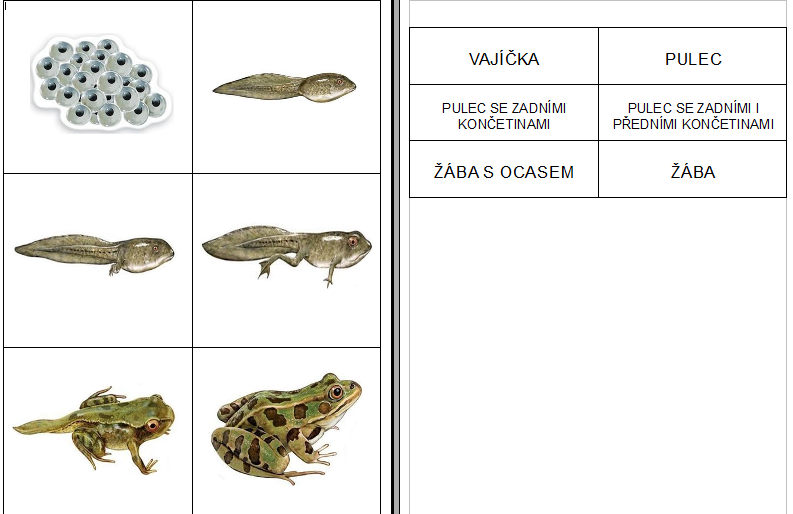 VAJÍČKA
PULEC
PULEC SE ZADNÍMI
KONČETINAMI
PULEC SE ZADNÍMI I
PŘEDNÍMI KONČETINAMI
ŽÁBA S OCASEM
ŽÁBA